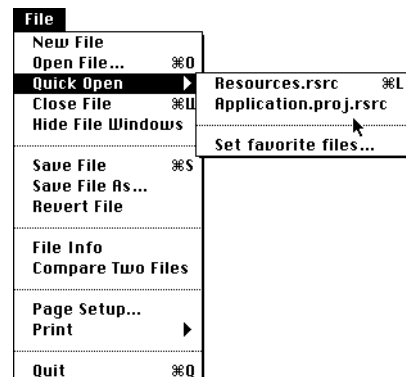 File
New File
Open File... ⌘O
Quick Open
Close File ⌘W
Hide File Windows
Save File ⌘S
Save File As...
Revert File
File Info
Compare Two Files
Page Setup...
Print
Quit ⌘Q
Resources.rsrc ⌘L
Application.proj.rsrc
Set favorite files...